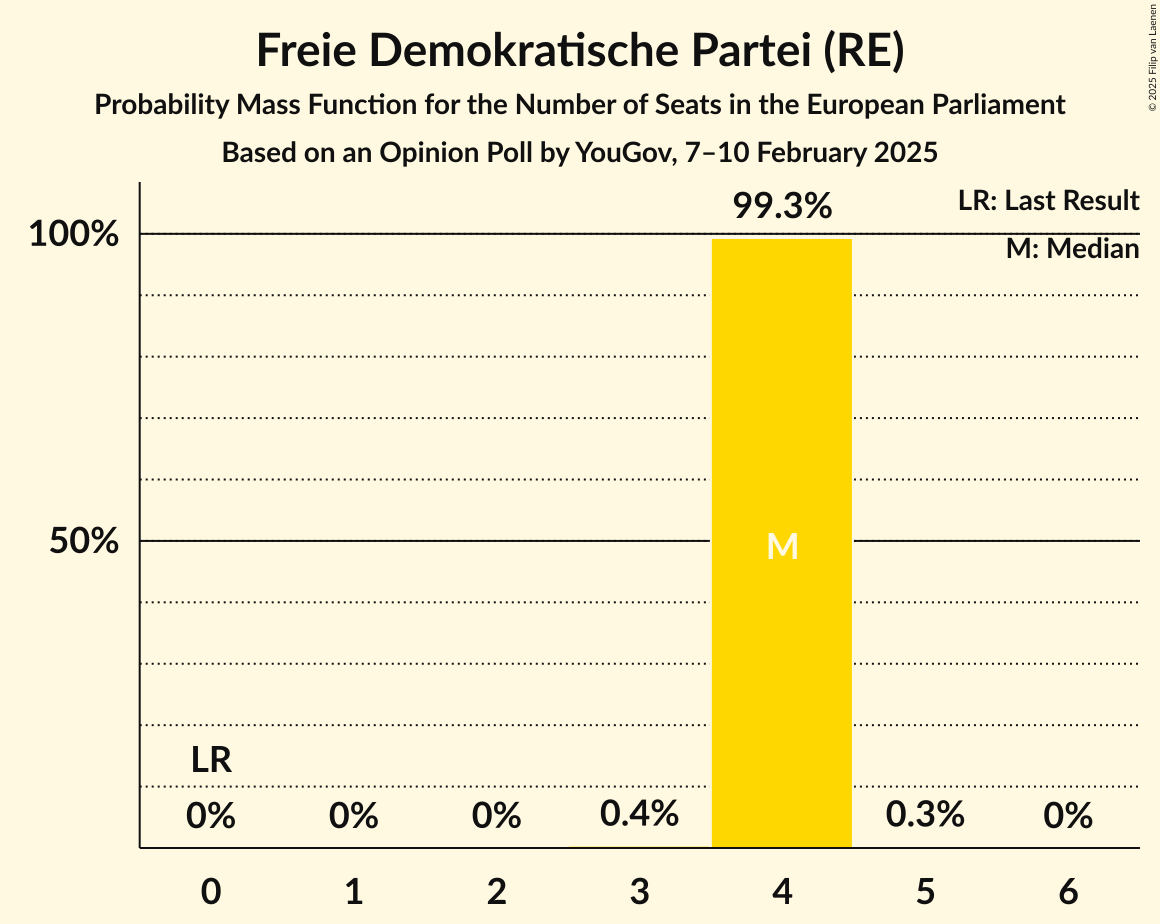 Freie Demokratische Partei (RE)
Probability Mass Function for the Number of Seats in the European Parliament
Based on an Opinion Poll by YouGov, 7–10 February 2025
© 2025 Filip van Laenen
LR: Last Result
M: Median
99.3%
100%
50%
M
LR
0% 0% 0% 0.4% 0.3% 0%
0 1 2 3 4 5 6